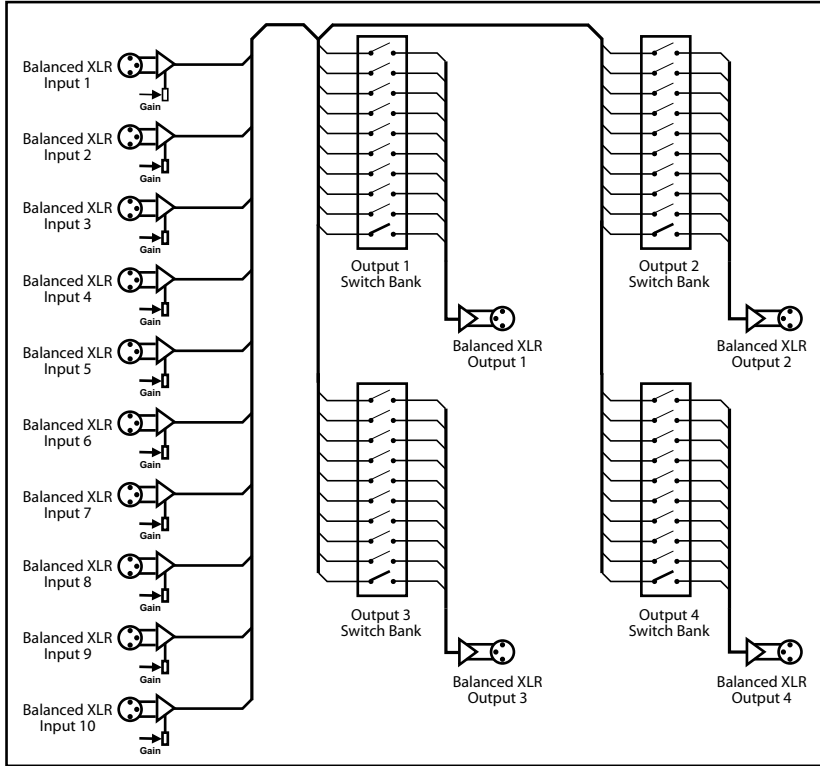 Balanced XLR
Input 1
Gain
Balanced XLR
Input 2
Gain
Balanced XLR
Input 3
Gain
Balanced XLR
Input 4
Gain
Balanced XLR
Input 5
Gain
Balanced XLR
Input 6
Gain
Balanced XLR
Input 7
Gain
Balanced XLR
Input 8
Gain
Balanced XLR
Input 9
Gain
Balanced XLR
Input 10
Gain
Output 1
Switch Bank
Balanced XLR
Output 1
Output 2
Switch Bank
Balanced XLR
Output 2
Output 3
Switch Bank
Balanced XLR
Output 3
Output 4
Switch Bank
Balanced XLR
Output 4